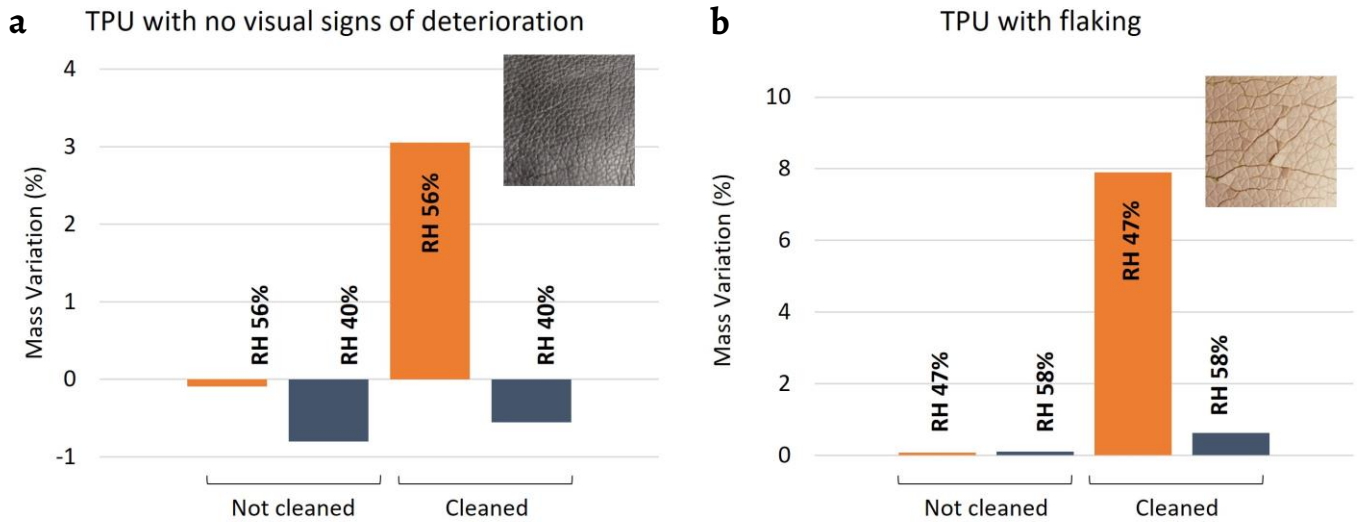 a
TPU with no visual signs of deterioration
Mass Variation (%)
4
3
2
1
0
-1
RH 56%
RH 40%
RH 56%
RH 40%
Not cleaned
Cleaned
b
TPU with flaking
Mass Variation (%)
10
8
6
4
2
0
RH 47%
RH 58%
RH 47%
RH 58%
Not cleaned
Cleaned